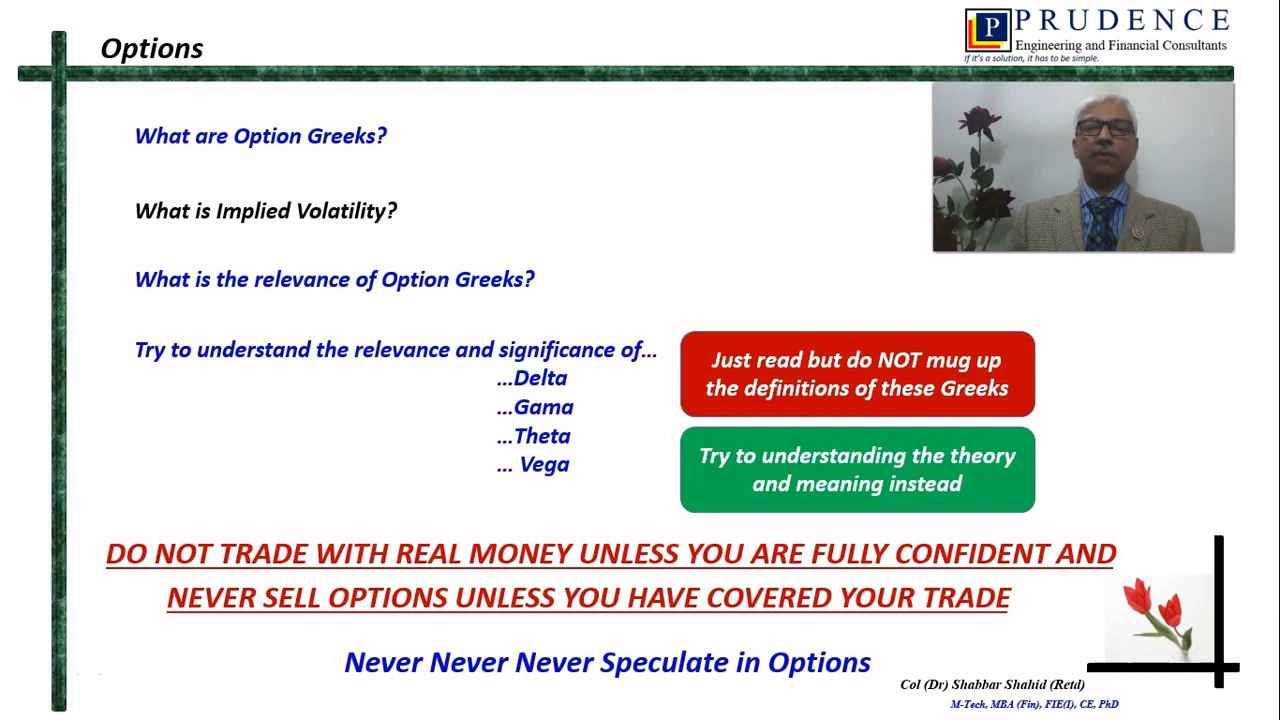 Options
P PRUDENCE
Engineering and Financial Consultants
If it's a solution, it has to be simple.
What are Option Greeks?
What is Implied Volatility?
What is the relevance of Option Greeks?
Try to understand the relevance and significance of...
...Delta
...Gama
...Theta
... Vega
Just read but do NOT mug up
the definitions of these Greeks
Try to understanding the theory
and meaning instead
DO NOT TRADE WITH REAL MONEY UNLESS YOU ARE FULLY CONFIDENT AND
NEVER SELL OPTIONS UNLESS YOU HAVE COVERED YOUR TRADE
Never Never Never Speculate in Options
Col (Dr) Shabbar Shahid (Retd)
M-Tech, MBA (Fin), FIE(I), CE, PhD